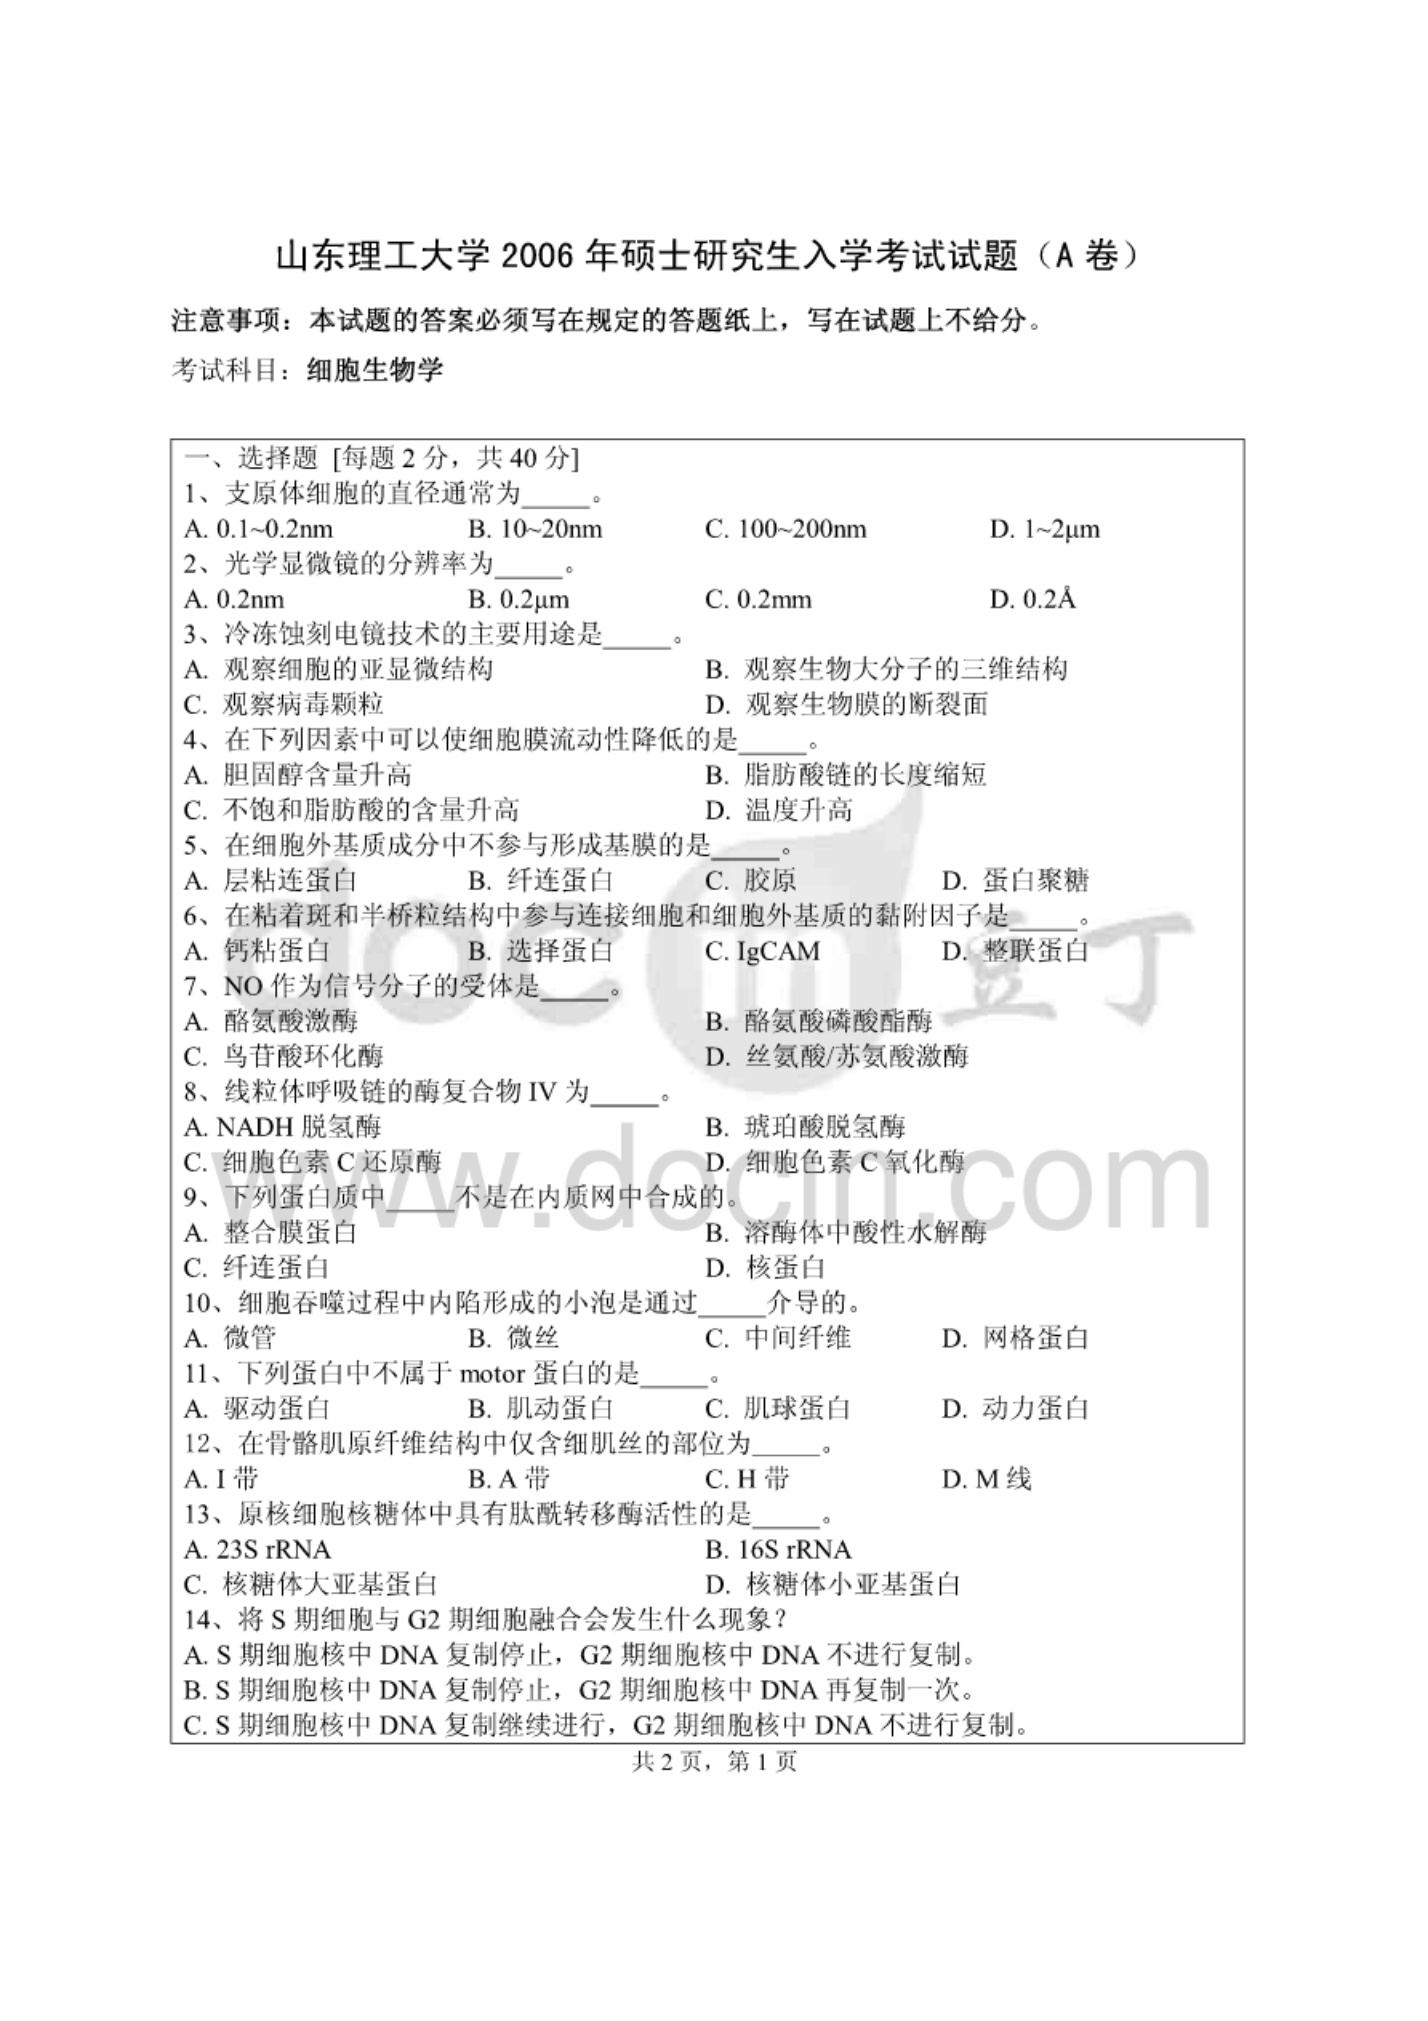 山东理工大学 2006 年硕士研究生入学考试试题（A 卷）
注意事项：本试题的答案必须写在规定的答题纸上，写在试题上不给分。
考试科目：细胞生物学
一、选择题 [每题 2 分，共 40 分]
1、支原体细胞的直径通常为_____。
A. 0.1~0.2nm B. 10~20nm C. 100~200nm D. 1~2μm
2、光学显微镜的分辨率为_____。
A. 0.2nm B. 0.2μm C. 0.2mm D. 0.2Å
3、冷冻蚀刻电镜技术的主要用途是_____。
A. 观察细胞的亚显微结构 B. 观察生物大分子的三维结构
C. 观察病毒颗粒 D. 观察生物膜的断裂面
4、在下列因素中可以使细胞膜流动性降低的是_____。
A. 胆固醇含量升高 B. 脂肪酸链的长度缩短
C. 不饱和脂肪酸的含量升高 D. 温度升高
5、在细胞外基质成分中不参与形成基膜的是_____。
A. 层粘连蛋白 B. 纤连蛋白 C. 胶原 D. 蛋白聚糖
6、在粘着斑和半桥粒结构中参与连接细胞和细胞外基质的黏附因子是_____。
A. 钙粘蛋白 B. 选择蛋白 C. IgCAM D. 整联蛋白
7、NO 作为信号分子的受体是_____。
A. 酪氨酸激酶 B. 酪氨酸磷酸酯酶
C. 鸟苷酸环化酶 D. 丝氨酸/苏氨酸激酶
8、线粒体呼吸链的酶复合物 IV 为_____。
A. NADH 脱氢酶 B. 琥珀酸脱氢酶
C. 细胞色素 C 还原酶 D. 细胞色素 C 氧化酶
9、下列蛋白质中_____不是在内质网中合成的。
A. 整合膜蛋白 B. 溶酶体中酸性水解酶
C. 纤连蛋白 D. 核蛋白
10、细胞吞噬过程中内陷形成的小泡是通过_____介导的。
A. 微管 B. 微丝 C. 中间纤维 D. 网格蛋白
11、下列蛋白中不属于 motor 蛋白的是_____。
A. 驱动蛋白 B. 肌动蛋白 C. 肌球蛋白 D. 动力蛋白
12、在骨骼肌原纤维结构中仅含细肌丝的部位为_____。
A. I 带 B. A 带 C. H 带 D. M 线
13、原核细胞核糖体中具有肽酰转移酶活性的是_____。
A. 23S rRNA B. 16S rRNA
C. 核糖体大亚基蛋白 D. 核糖体小亚基蛋白
14、将 S 期细胞与 G2 期细胞融合会发生什么现象？
A. S 期细胞核中 DNA 复制停止，G2 期细胞核中 DNA 不进行复制。
B. S 期细胞核中 DNA 复制停止，G2 期细胞核中 DNA 再复制一次。
C. S 期细胞核中 DNA 复制继续进行，G2 期细胞核中 DNA 不进行复制。
共 2 页，第 1 页
docin 豆丁
www.docin.com